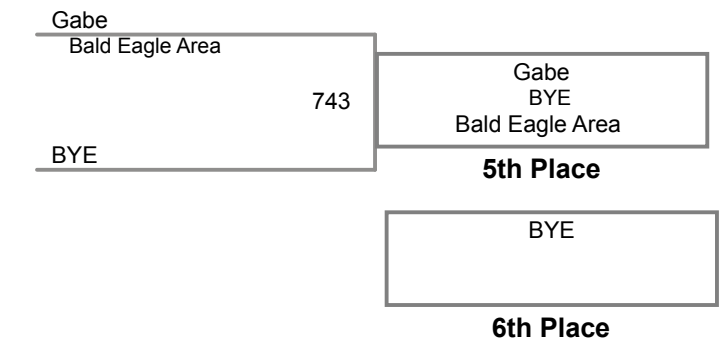 Gabe
Bald Eagle Area
743
BYE
Gabe
BYE
Bald Eagle Area
5th Place
BYE
6th Place